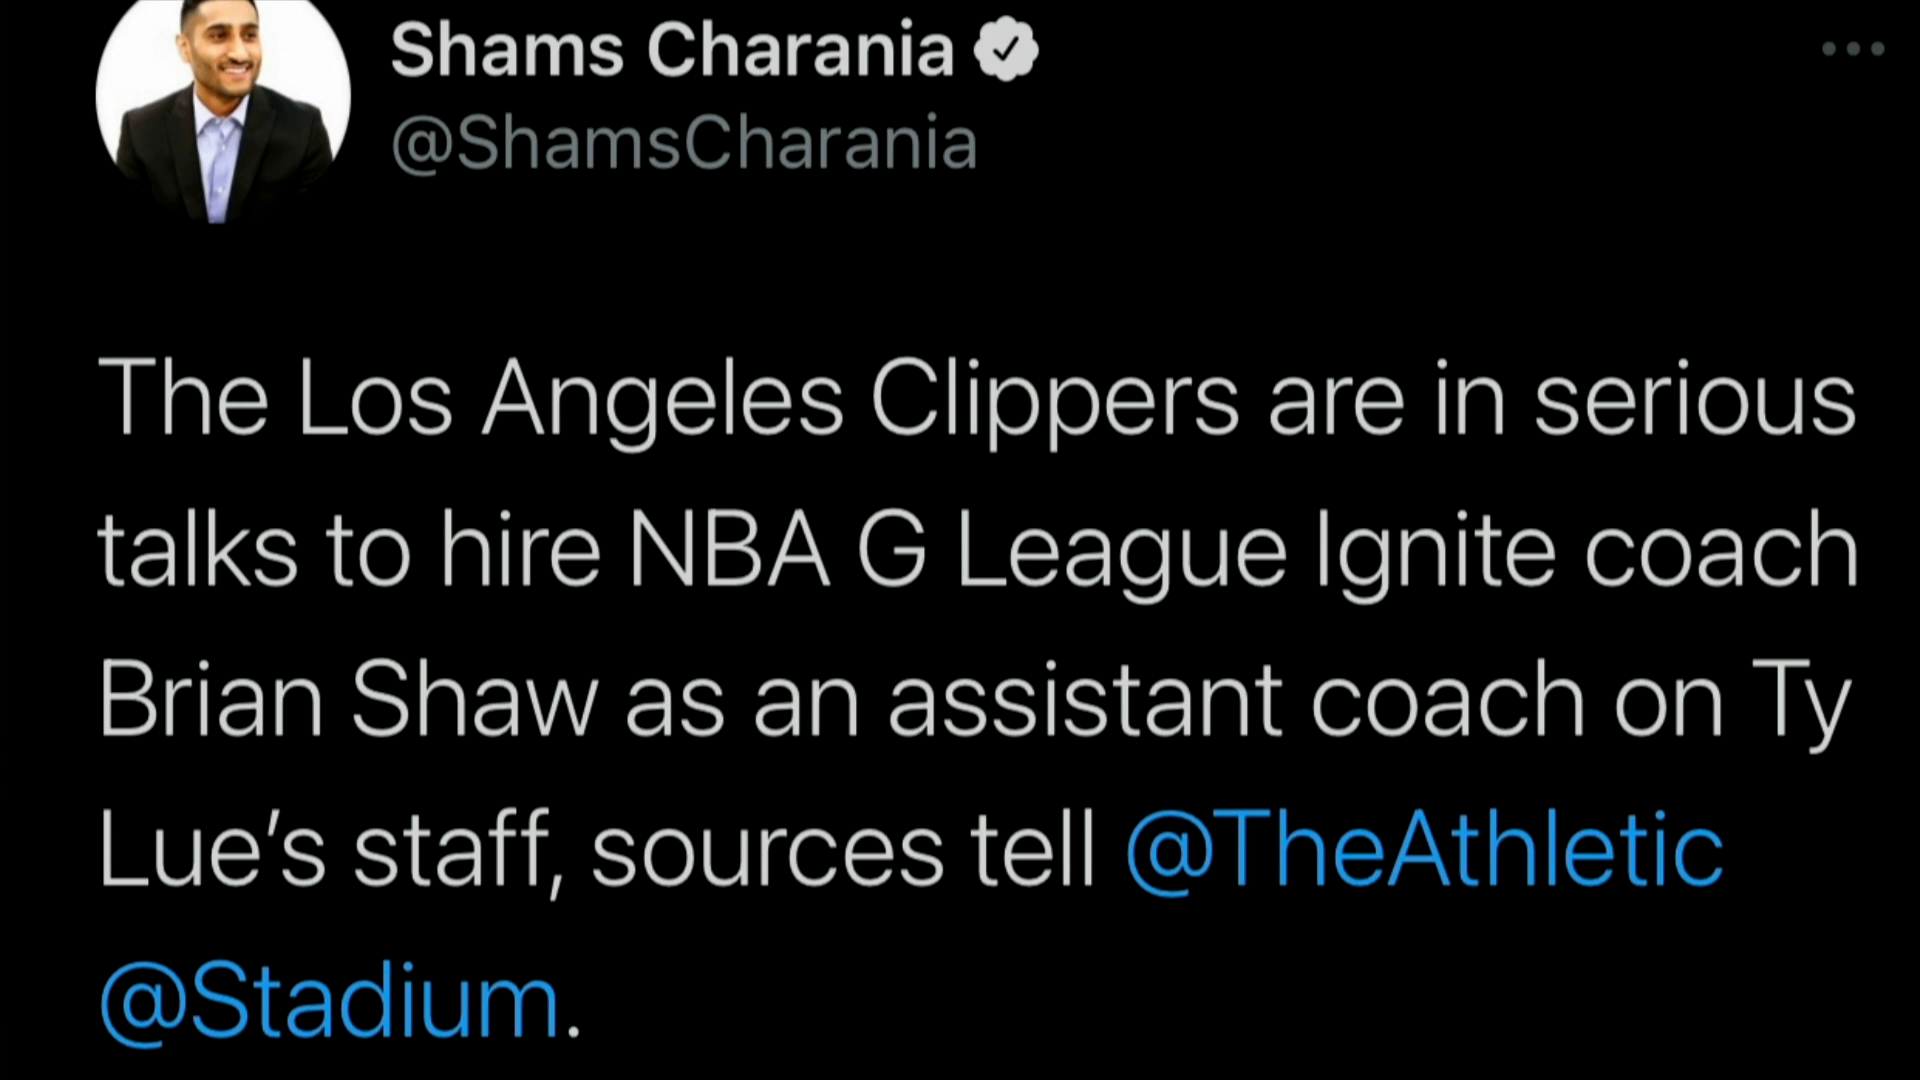 Shams Charania
@ShamsCharania
The Los Angeles Clippers are in serious
talks to hire NBA G League Ignite coach
Brian Shaw as an assistant coach on Ty
Lue’s staff, sources tell @TheAthletic
@Stadium.